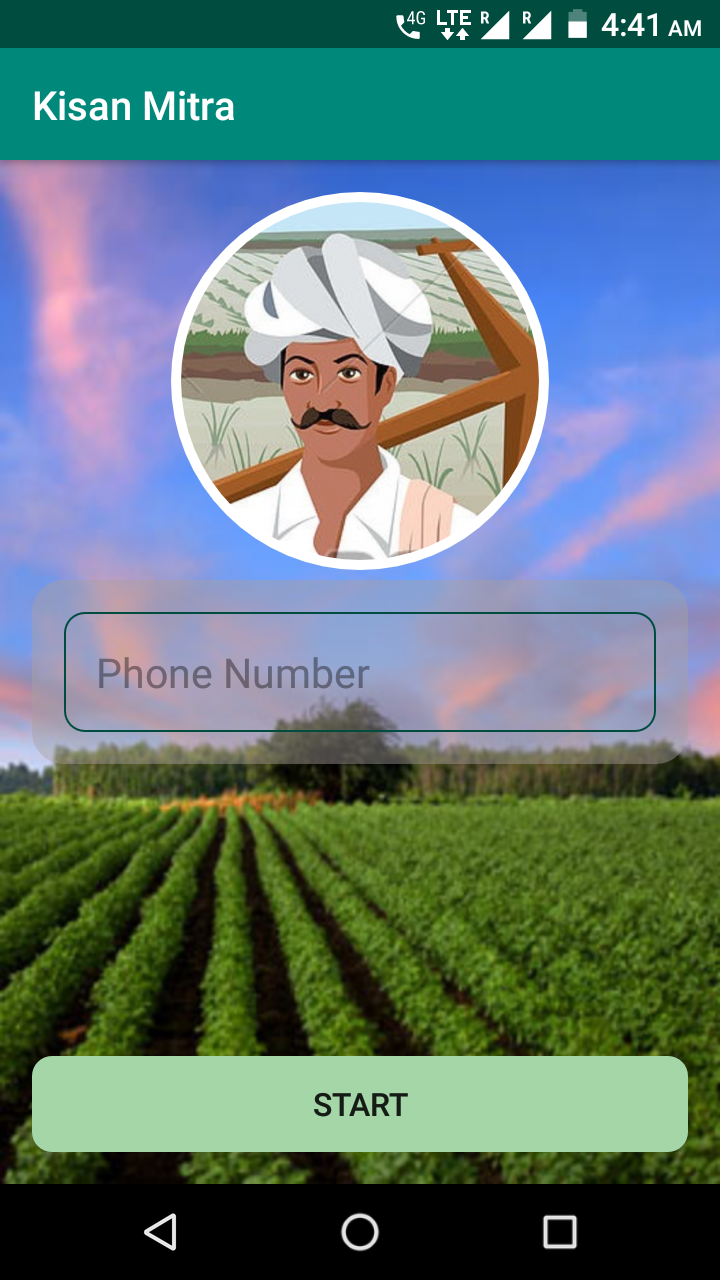 4G LTE R R 4:41 AM
Kisan Mitra
Phone Number
START